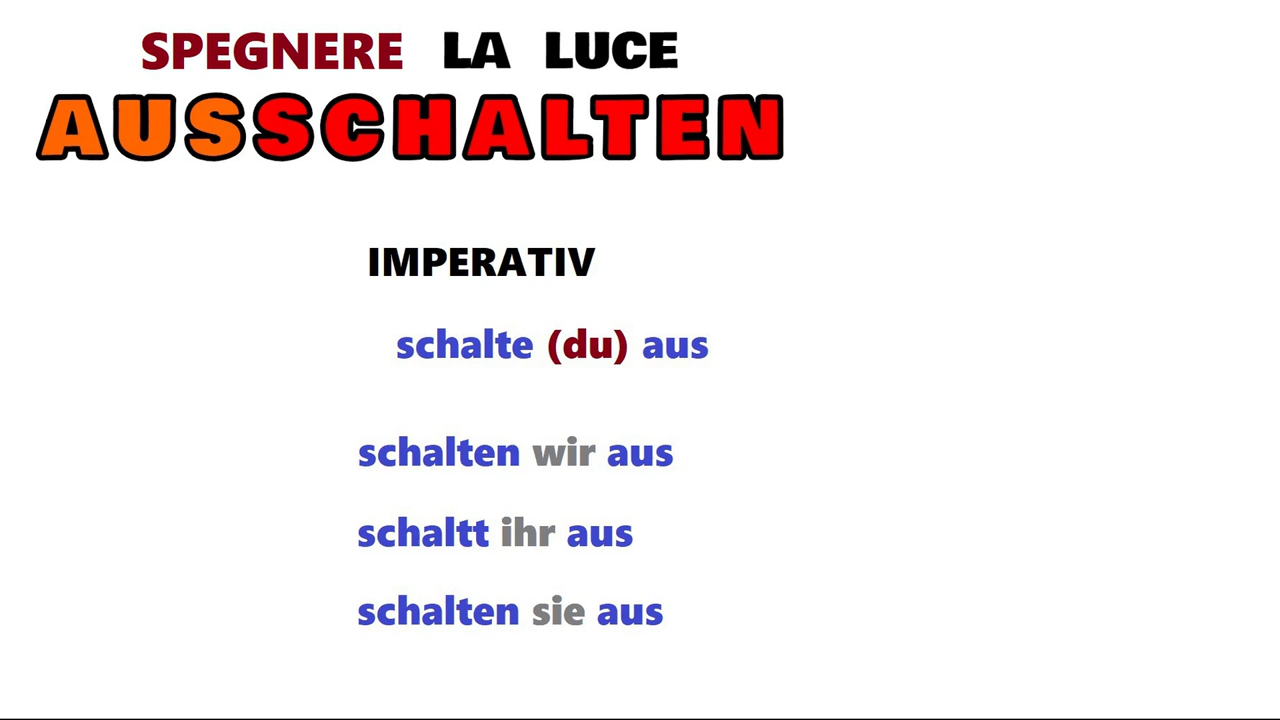 SPEGNERE LA LUCE
AUSSCHALTEN
IMPERATIV
schalte (du) aus
schalten wir aus
schaltt ihr aus
schalten sie aus